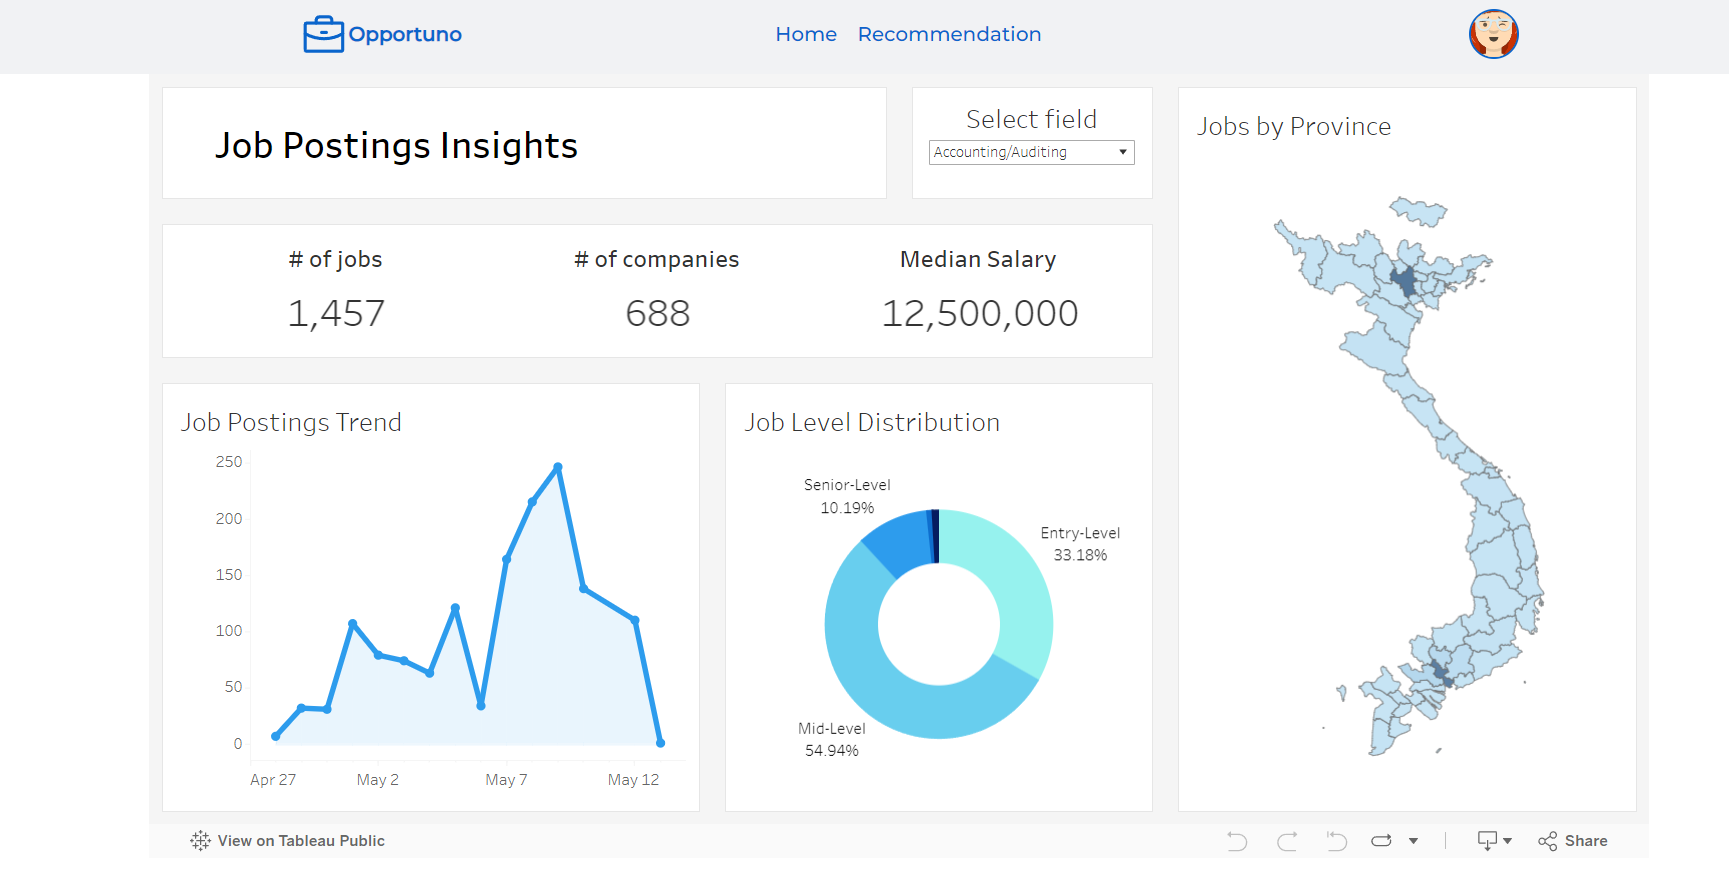 Opportuno
Home Recommendation
Job Postings Insights
Select field
Accounting/Auditing
# of jobs
1,457
# of companies
688
Median Salary
12,500,000
Job Postings Trend
250
200
150
100
50
0
Apr 27 May 2 May 7 May 12
Job Level Distribution
Senior-Level
10.19%
Entry-Level
33.18%
Mid-Level
54.94%
Jobs by Province
View on Tableau Public
Share